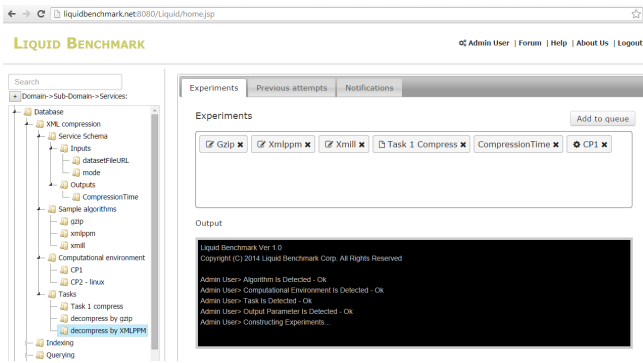 liquidbenchmark.net:8080/Liquid/home.jsp
LIQUID BENCHMARK
Admin User | Forum | Help | About Us | Logout
Search
+ Domain->Sub-Domain->Services:
Database
XML compression
Service Schema
Inputs
datasetFileURL
mode
Outputs
CompressionTime
Sample algorithms
gzip
xmlppm
xmill
Computational environment
CP1
CP2 - linux
Tasks
Task 1 compress
decompress by gzip
decompress by XMLPPM
Indexing
Querying
Experiments Previous attempts Notifications
Experiments
Add to queue
Gzip x Xmlppm x Xmill x Task 1 Compress x CompressionTime x CP1 x
Output
Liquid Benchmark Ver 1.0
Copyright (C) 2014 Liquid Benchmark Corp. All Rights Reserved
Admin User> Algorithm Is Detected - Ok
Admin User> Computational Environment Is Detected - Ok
Admin User> Task Is Detected - Ok
Admin User> Output Parameter Is Detected - Ok
Admin User> Constructing Experiments...